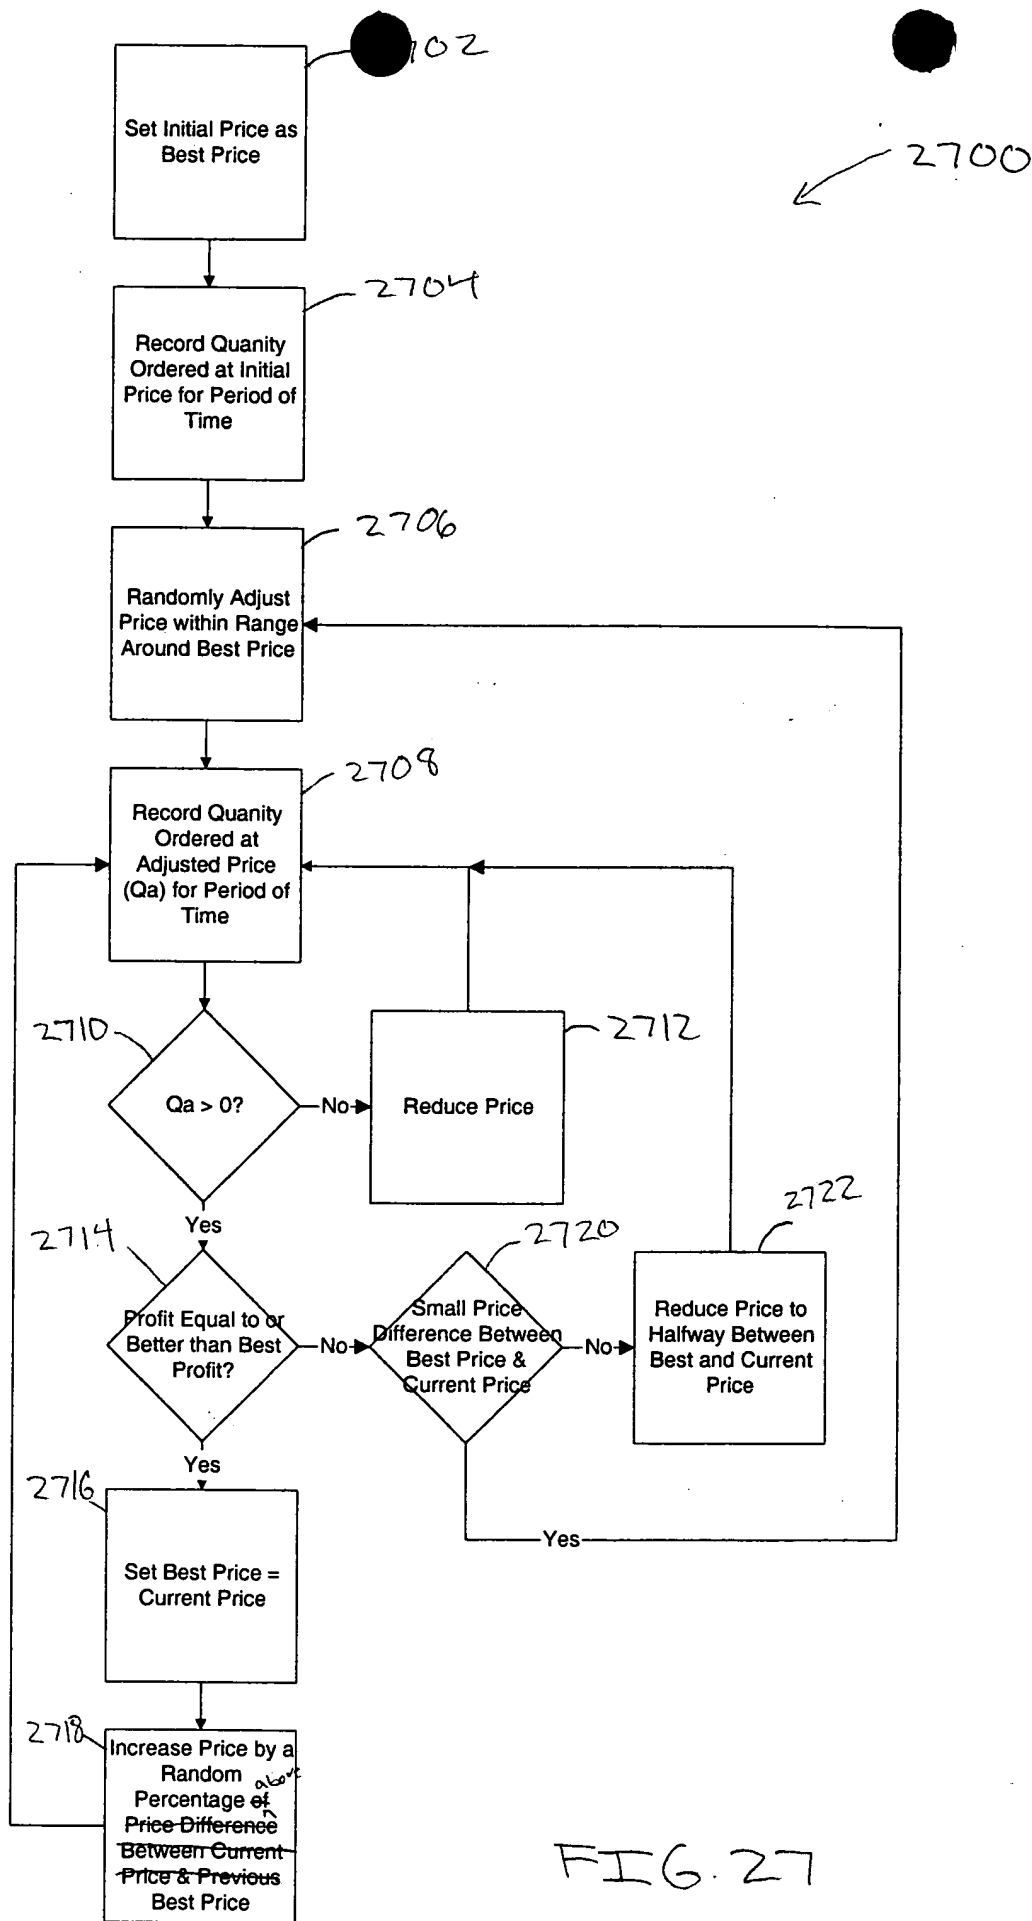 702
Set Initial Price as
Best Price
2700
2704
Record Quanity
Ordered at Initial
Price for Period of
Time
2706
Randomly Adjust
Price within Range
Around Best Price
2708
Record Quanity
Ordered at
Adjusted Price
(Qa) for Period of
Time
2710
Qa > 0?
No
Reduce Price
2712
Yes
2714
Profit Equal to or
Better than Best
Profit?
No
2720
Small Price
Difference Between
Best Price &
Current Price
No
2722
Reduce Price to
Halfway Between
Best and Current
Price
Yes
Yes
2716
Set Best Price =
Current Price
2718
Increase Price by a
Random
above
Percentage of
Price Difference
Between Current
Price & Previous
Best Price
FIG. 27